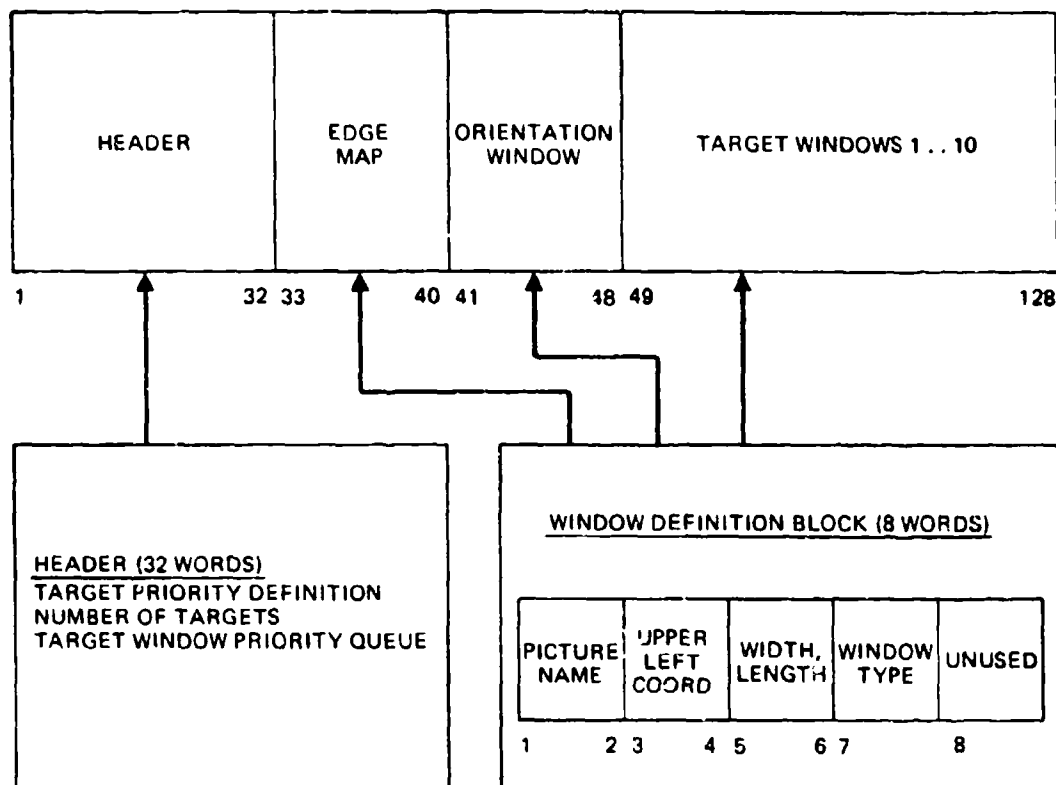 HEADER
EDGE
MAP
ORIENTATION
WINDOW
TARGET WINDOWS 1 . . 10
1 32 33 40 41 48 49 128
HEADER (32 WORDS)
TARGET PRIORITY DEFINITION
NUMBER OF TARGETS
TARGET WINDOW PRIORITY QUEUE
WINDOW DEFINITION BLOCK (8 WORDS)
PICTURE
NAME
UPPER
LEFT
COORD
WIDTH,
LENGTH
WINDOW
TYPE
UNUSED
1 2 3 4 5 6 7 8